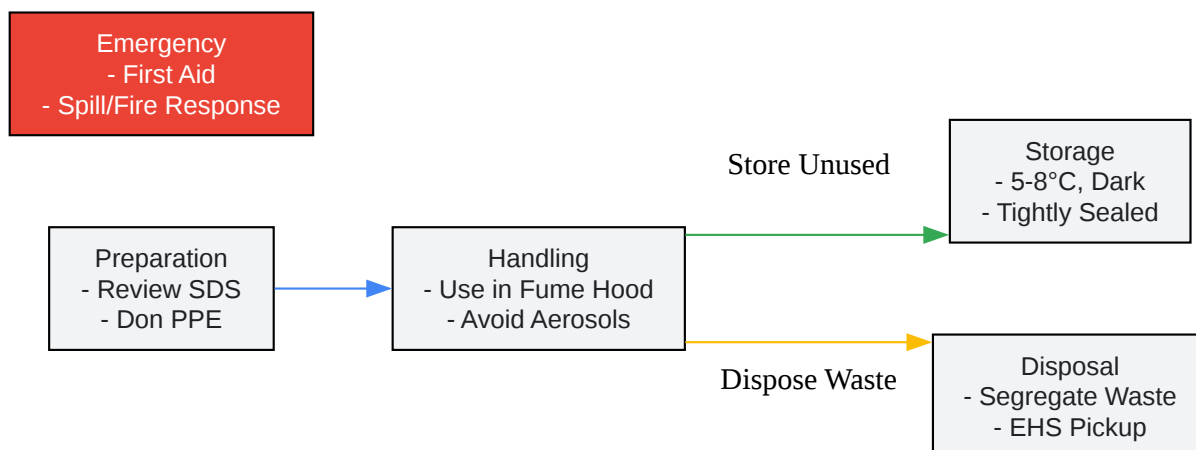 Emergency
- First Aid
- Spill/Fire Response
Preparation
- Review SDS
- Don PPE
Handling
- Use in Fume Hood
- Avoid Aerosols
Store Unused
Storage
- 5-8°C, Dark
- Tightly Sealed
Dispose Waste
Disposal
- Segregate Waste
- EHS Pickup